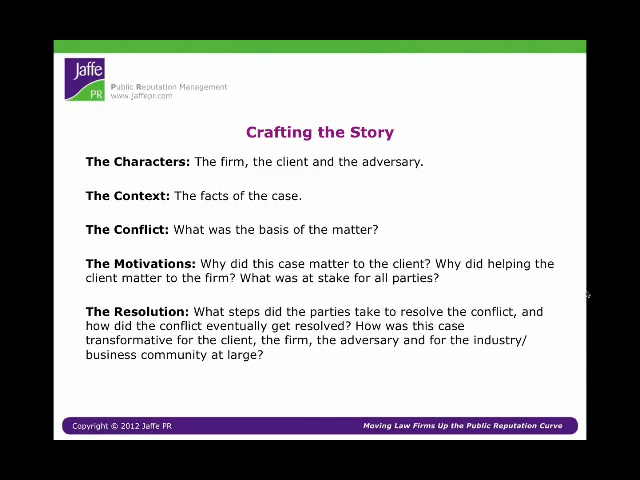 Jaffe
PR
Public Reputation Management
www.jaffepr.com
Crafting the Story
The Characters: The firm, the client and the adversary.
The Context: The facts of the case.
The Conflict: What was the basis of the matter?
The Motivations: Why did this case matter to the client? Why did helping the
client matter to the firm? What was at stake for all parties?
The Resolution: What steps did the parties take to resolve the conflict, and
how did the conflict eventually get resolved? How was this case
transformative for the client, the firm, the adversary and for the industry/
business community at large?
Copyright © 2012 Jaffe PR
Moving Law Firms Up the Public Reputation Curve